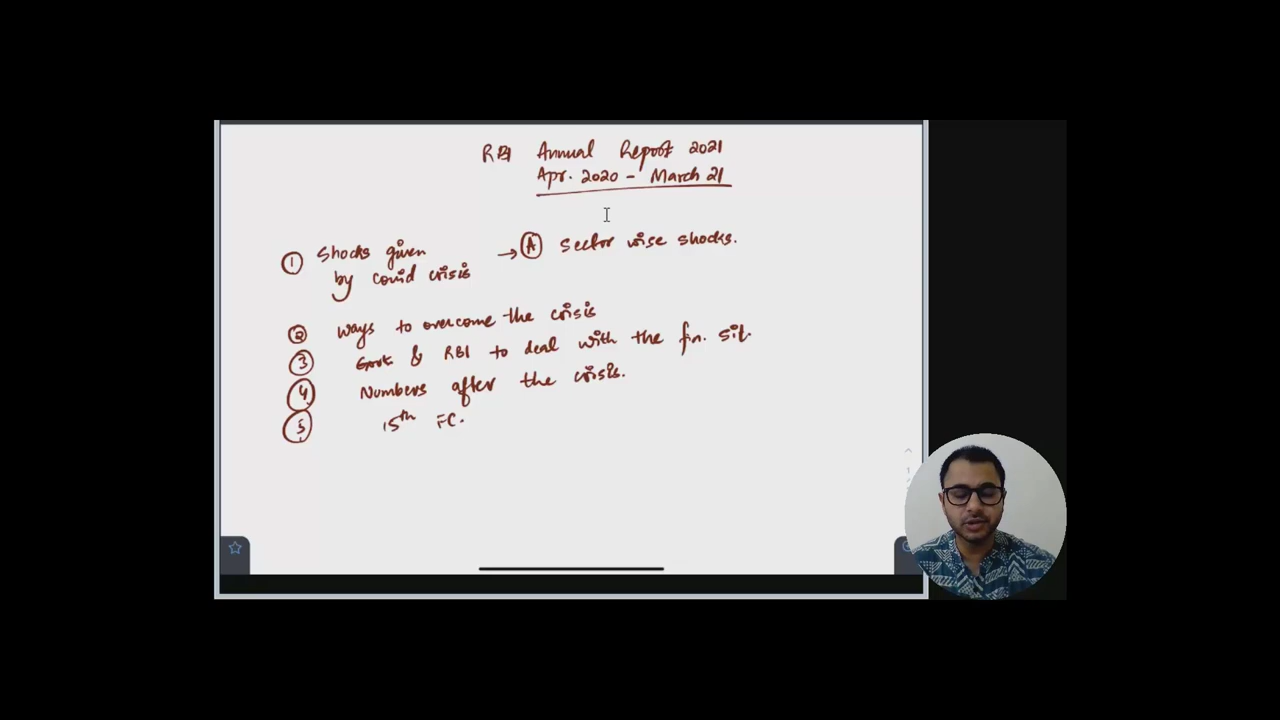 RBI Annual Report 2021
Apr. 2020 - March 21
1 Shocks given → A Sector wise shocks.
by covid crisis
2 Ways to overcome the crisis
3 Govt & RBI to deal with the fin. sit.
4 Numbers after the crisis.
5 15th FC.